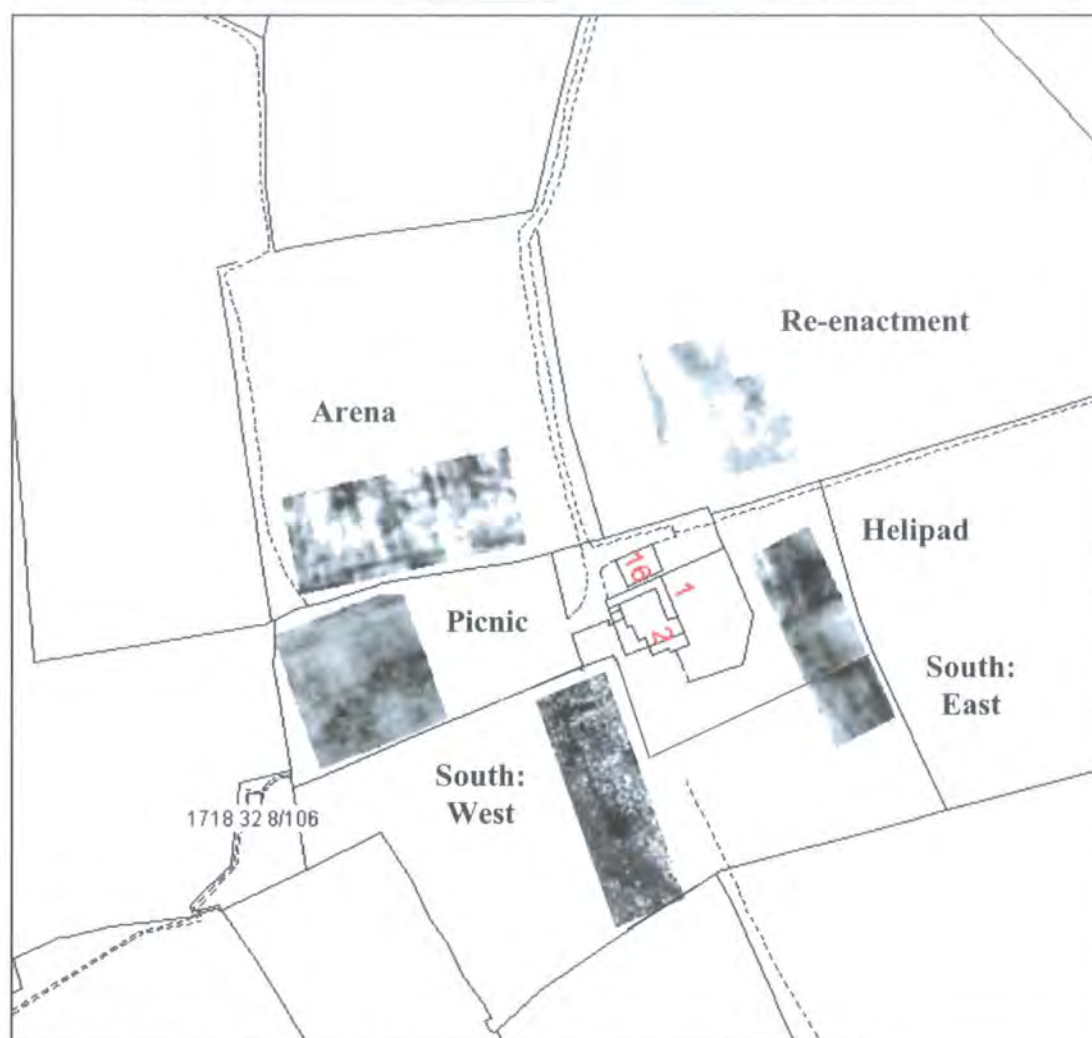 Re-enactment
Arena
Helipad
16
1
Picnic
2
South:
East
South:
West
1718 32 8/106